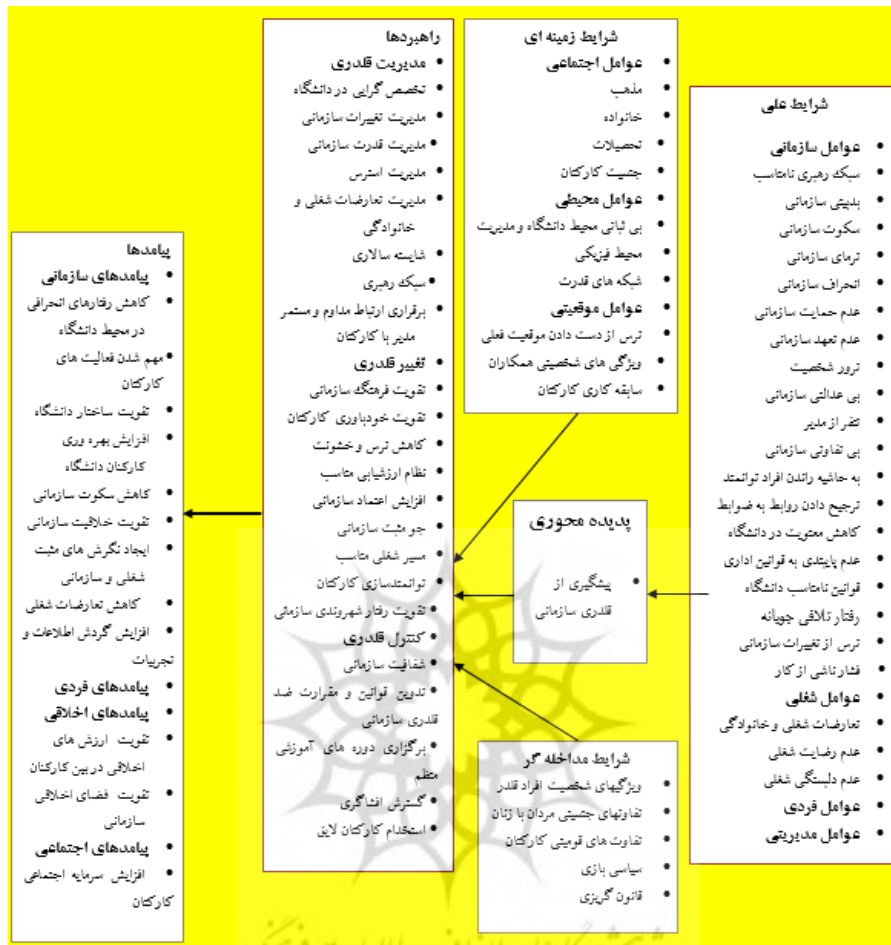 شرایط علی
عوامل سازمانی
سبک رهبری نامناسب
بدبینی سازمانی
سکوت سازمانی
ترمای سازمانی
انحراف سازمانی
عدم حمایت سازمانی
عدم تعهد سازمانی
ترور شخصیت
بی عدالتی سازمانی
تنفر از مدیر
بی تفاوتی سازمانی
به حاشیه راندن افراد توانمند
ترجیح دادن روابط به ضوابط
کاهش معنویت در دانشگاه
عدم پایبندی به قوانین اداری
قوانین نامناسب دانشگاه
رفتار تلافی جویانه
ترس از تغییرات سازمانی
فشار ناشی از کار
عوامل شغلی
تعارضات شغلی و خانوادگی
عدم رضایت شغلی
عدم دلبستگی شغلی
عوامل فردی
عوامل مدیریتی
شرایط زمینه ای
عوامل اجتماعی
مذهب
خانواده
تحصیلات
جنسیت کارکنان
عوامل محیطی
بی ثباتی محیط دانشگاه و مدیریت
محیط فیزیکی
شبکه های قدرت
عوامل موقعیتی
ترس از دست دادن موقعیت فعلی
ویژگی های شخصیتی همکاران
سابقه کاری کارکنان
پدیده محوری
پیشگیری از
قلدری سازمانی
شرایط مداخله گر
ویژگیهای شخصیت افراد قلدر
تفاوتهای جنسیتی مردان با زنان
تفاوت های قومیتی کارکنان
سیاسی بازی
قانون گریزی
راهبردها
مدیریت قلدری
تخصص گرایی در دانشگاه
مدیریت تغییرات سازمانی
مدیریت قدرت سازمانی
مدیریت استرس
مدیریت تعارضات شغلی و
خانوادگی
شایسته سالاری
سبک رهبری
برقراری ارتباط مداوم و مستمر
مدیر با کارکنان
تغییر قلدری
تقویت فرهنگ سازمانی
تقویت خودباوری کارکنان
کاهش ترس و خشونت
نظام ارزشیابی مناسب
افزایش اعتماد سازمانی
جو مثبت سازمانی
مسیر شغلی مناسب
توانمندسازی کارکنان
تقویت رفتار شهروندی سازمانی
کنترل قلدری
شفافیت سازمانی
تدوین قوانین و مقرارت ضد
قلدری سازمانی
برگزاری دوره های آموزشی
منظم
گسترش افشاگری
استخدام کارکنان لایق
پیامدها
پیامدهای سازمانی
کاهش رفتارهای انحرافی
در محیط دانشگاه
مهم شدن فعالیت های
کارکنان
تقویت ساختار دانشگاه
افزایش بهره وری
کارکنان دانشگاه
کاهش سکوت سازمانی
تقویت خلاقیت سازمانی
ایجاد نگرش های مثبت
شغلی و سازمانی
کاهش تعارضات شغلی
افزایش گردش اطلاعات و
تجربیات
پیامدهای فردی
پیامدهای اخلاقی
تقویت ارزش های
اخلاقی در بین کارکنان
تقویت فضای اخلاقی
سازمانی
پیامدهای اجتماعی
افزایش سرمایه اجتماعی
کارکنان